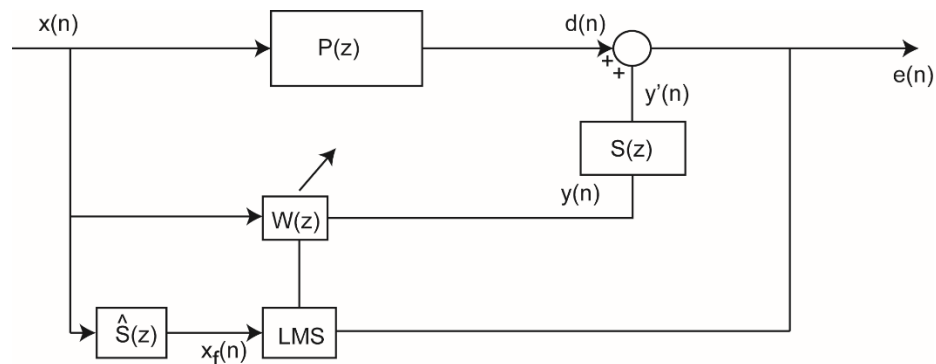 x(n)
P(z)
d(n)
+
+
e(n)
y'(n)
S(z)
y(n)
W(z)
Ŝ(z)
x_f(n)
LMS